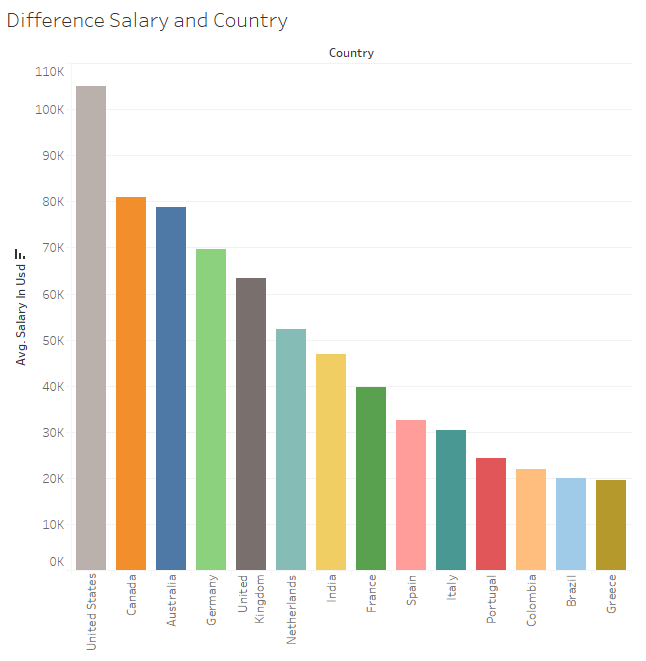 Difference Salary and Country
Country
110K
100K
90K
80K
70K
60K
50K
40K
30K
20K
10K
0K
Avg. Salary In Usd
United States
Canada
Australia
Germany
United
Kingdom
Netherlands
India
France
Spain
Italy
Portugal
Colombia
Brazil
Greece